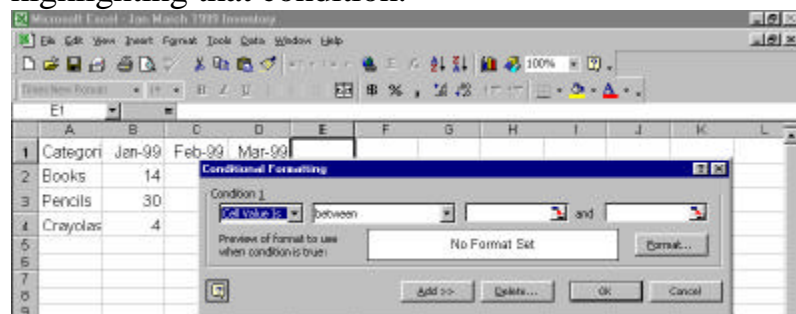 highlighting that condition.
Microsoft Excel - Jan March 1999 Inventory
File Edit View Insert Format Tools Data Window Help
100%
Times New Roman B I U $ % ,
E1 =
A B C D E F G H I J K L
1 Categori Jan-99 Feb-99 Mar-99
2 Books 14
3 Pencils 30
4 Crayolas 4
5
6
7
8
9
Conditional Formatting
Condition 1
Cell Value Is between and
Preview of format to use
when condition is true:
No Format Set
Format...
Add >> Delete... OK Cancel